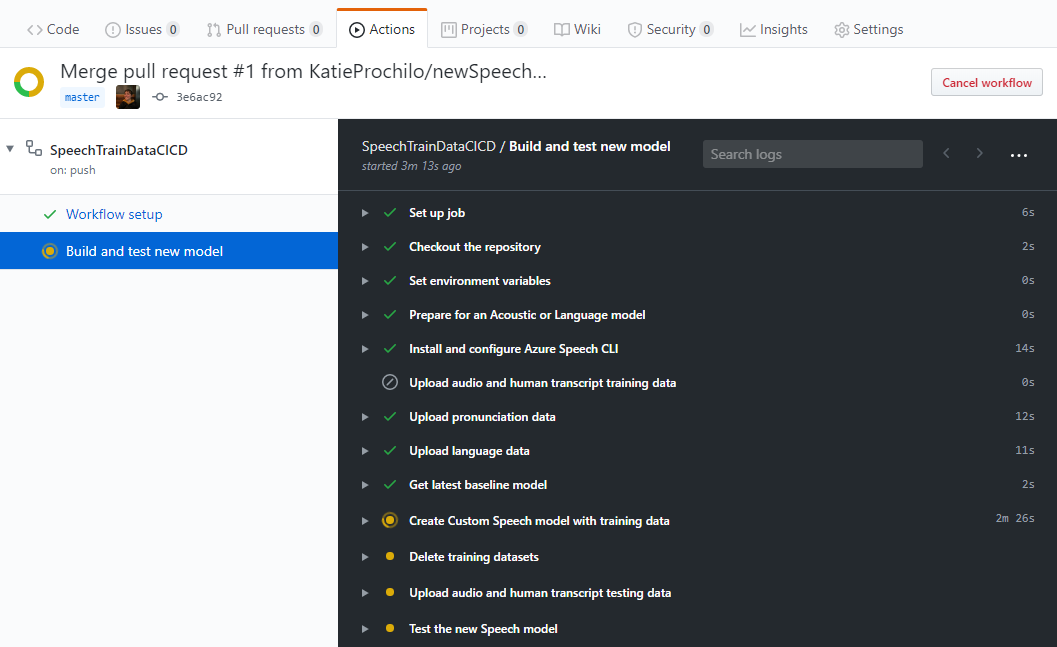 Code Issues 0 Pull requests 0 Actions Projects 0 Wiki Security 0 Insights Settings
Merge pull request #1 from KatieProchilo/newSpeech...
Cancel workflow
master 3e6ac92
SpeechTrainDataCICD
on: push
Workflow setup
Build and test new model
SpeechTrainDataCICD / Build and test new model
started 3m 13s ago
Search logs
Set up job 6s
Checkout the repository 2s
Set environment variables 0s
Prepare for an Acoustic or Language model 0s
Install and configure Azure Speech CLI 14s
Upload audio and human transcript training data 0s
Upload pronunciation data 12s
Upload language data 11s
Get latest baseline model 2s
Create Custom Speech model with training data 2m 26s
Delete training datasets
Upload audio and human transcript testing data
Test the new Speech model